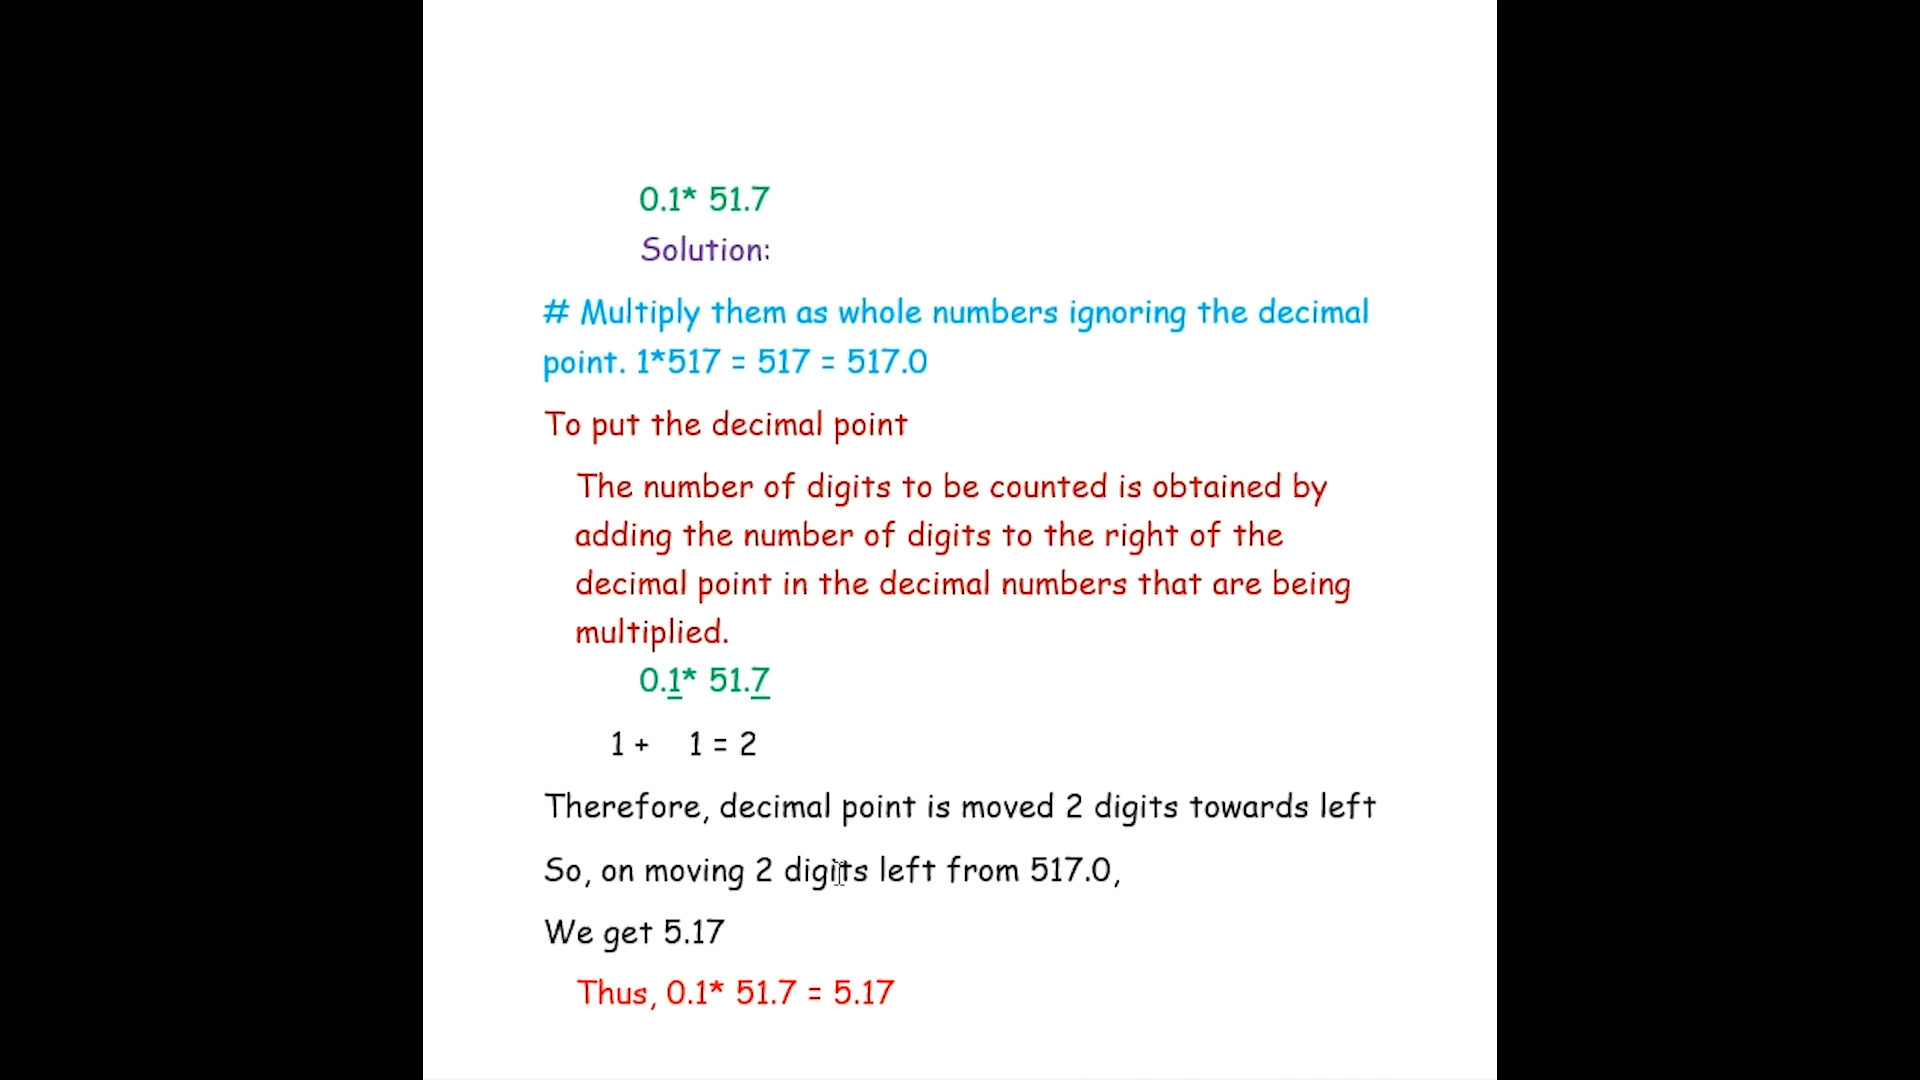 0.1* 51.7
Solution:
# Multiply them as whole numbers ignoring the decimal
point. 1*517 = 517 = 517.0
To put the decimal point
The number of digits to be counted is obtained by
adding the number of digits to the right of the
decimal point in the decimal numbers that are being
multiplied.
0.1* 51.7
1 + 1 = 2
Therefore, decimal point is moved 2 digits towards left
So, on moving 2 digits left from 517.0,
We get 5.17
Thus, 0.1* 51.7 = 5.17